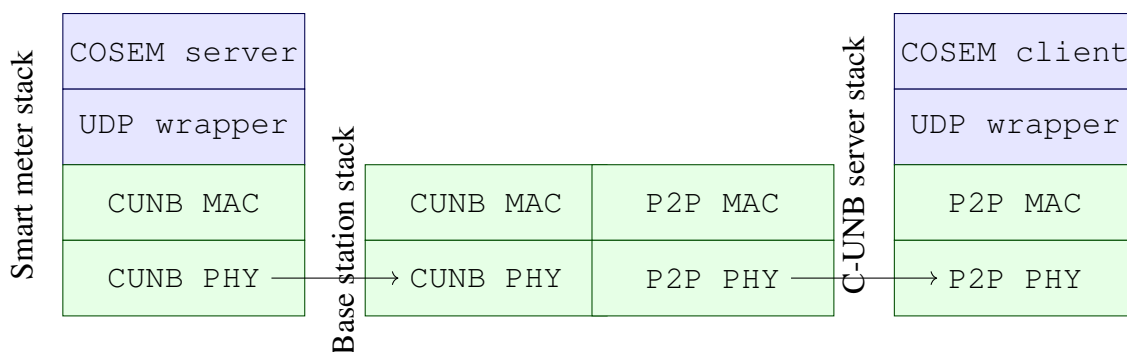 Smart meter stack
COSEM server
UDP wrapper
CUNB MAC
CUNB PHY
Base station stack
CUNB MAC
P2P MAC
CUNB PHY
P2P PHY
C-UNB server stack
COSEM client
UDP wrapper
P2P MAC
P2P PHY